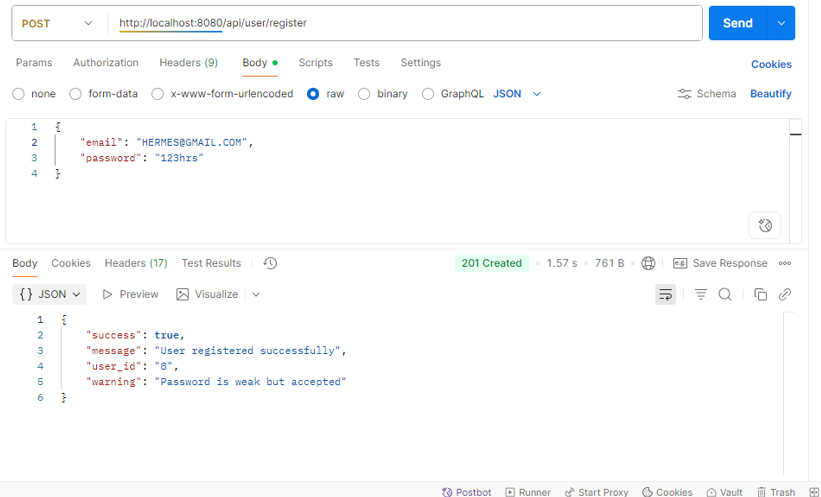 POST http://localhost:8080/api/user/register Send
Params Authorization Headers (9) Body Scripts Tests Settings Cookies
none form-data x-www-form-urlencoded raw binary GraphQL JSON Schema Beautify
1 {
2 "email": "HERMES@GMAIL.COM",
3 "password": "123hrs"
4 }
Body Cookies Headers (17) Test Results 201 Created • 1.57 s • 761 B • e.g. Save Response
{} JSON Preview Visualize
1 {
2 "success": true,
3 "message": "User registered successfully",
4 "user_id": "8",
5 "warning": "Password is weak but accepted"
6 }
Postbot Runner Start Proxy Cookies Vault Trash